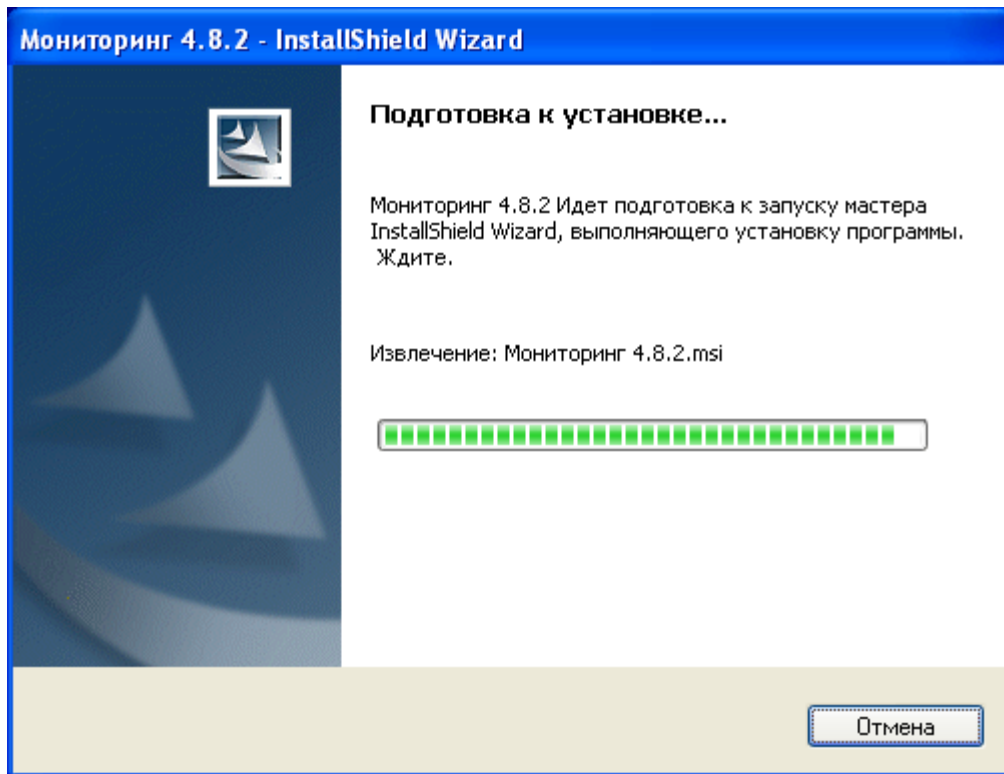 Мониторинг 4.8.2 - InstallShield Wizard
Подготовка к установке...
Мониторинг 4.8.2 Идет подготовка к запуску мастера
InstallShield Wizard, выполняющего установку программы.
Ждите.
Извлечение: Мониторинг 4.8.2.msi
Отмена